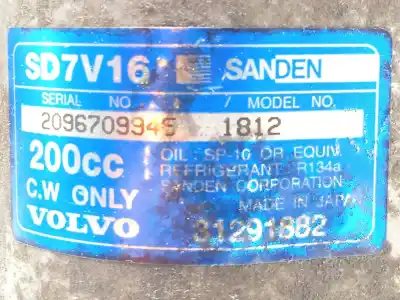 SD7V16 SANDEN
SERIAL NO. / MODEL NO.
2096709945 1812
200cc OIL: SP-10 OR EQUIV.
REFRIGERANT: R134a
C.W ONLY SANDEN CORPORATION
MADE IN JAPAN
VOLVO 31291882